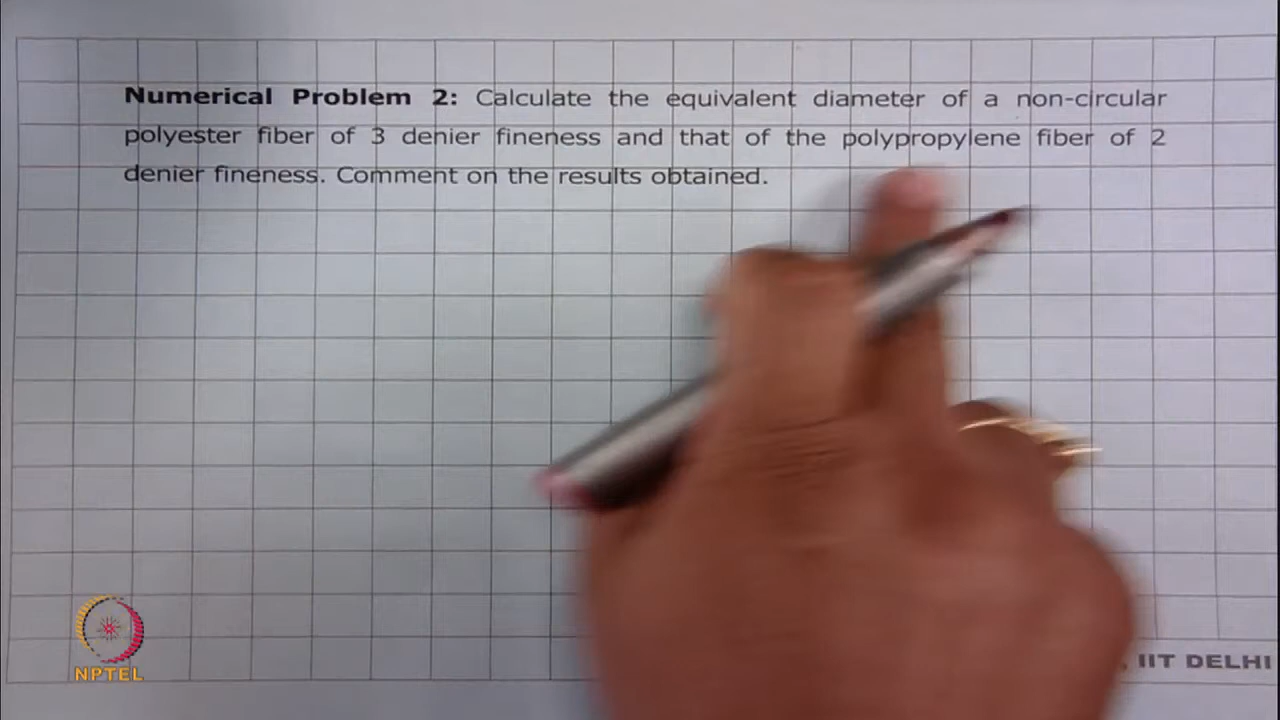 Numerical Problem 2: Calculate the equivalent diameter of a non-circular
polyester fiber of 3 denier fineness and that of the polypropylene fiber of 2
denier fineness. Comment on the results obtained.
NPTEL
, IIT DELHI